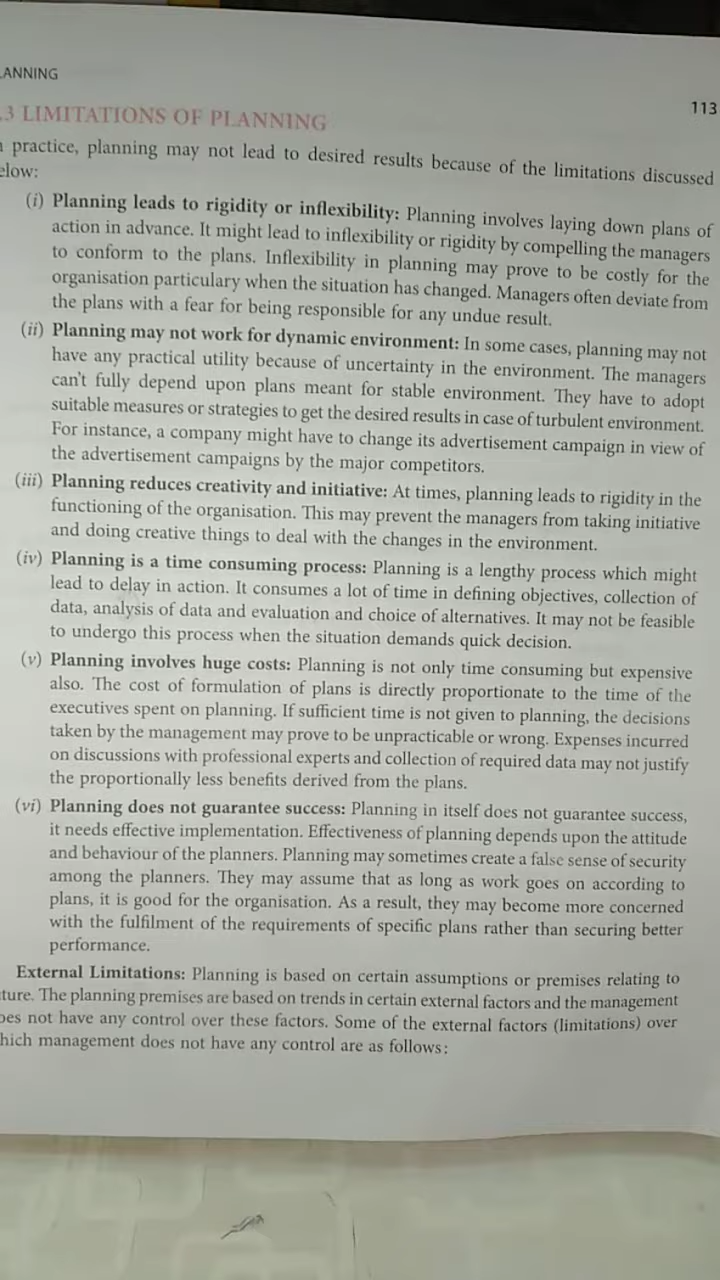 LANNING
113
.3 LIMITATIONS OF PLANNING
practice, planning may not lead to desired results because of the limitations discussed
elow:
(i) Planning leads to rigidity or inflexibility: Planning involves laying down plans of
action in advance. It might lead to inflexibility or rigidity by compelling the managers
to conform to the plans. Inflexibility in planning may prove to be costly for the
organisation particulary when the situation has changed. Managers often deviate from
the plans with a fear for being responsible for any undue result.
(ii) Planning may not work for dynamic environment: In some cases, planning may not
have any practical utility because of uncertainty in the environment. The managers
can't fully depend upon plans meant for stable environment. They have to adopt
suitable measures or strategies to get the desired results in case of turbulent environment.
For instance, a company might have to change its advertisement campaign in view of
the advertisement campaigns by the major competitors.
(iii) Planning reduces creativity and initiative: At times, planning leads to rigidity in the
functioning of the organisation. This may prevent the managers from taking initiative
and doing creative things to deal with the changes in the environment.
(iv) Planning is a time consuming process: Planning is a lengthy process which might
lead to delay in action. It consumes a lot of time in defining objectives, collection of
data, analysis of data and evaluation and choice of alternatives. It may not be feasible
to undergo this process when the situation demands quick decision.
(v) Planning involves huge costs: Planning is not only time consuming but expensive
also. The cost of formulation of plans is directly proportionate to the time of the
executives spent on planning. If sufficient time is not given to planning, the decisions
taken by the management may prove to be unpracticable or wrong. Expenses incurred
on discussions with professional experts and collection of required data may not justify
the proportionally less benefits derived from the plans.
(vi) Planning does not guarantee success: Planning in itself does not guarantee success,
it needs effective implementation. Effectiveness of planning depends upon the attitude
and behaviour of the planners. Planning may sometimes create a false sense of security
among the planners. They may assume that as long as work goes on according to
plans, it is good for the organisation. As a result, they may become more concerned
with the fulfilment of the requirements of specific plans rather than securing better
performance.
External Limitations: Planning is based on certain assumptions or premises relating to
ture. The planning premises are based on trends in certain external factors and the management
oes not have any control over these factors. Some of the external factors (limitations) over
hich management does not have any control are as follows: